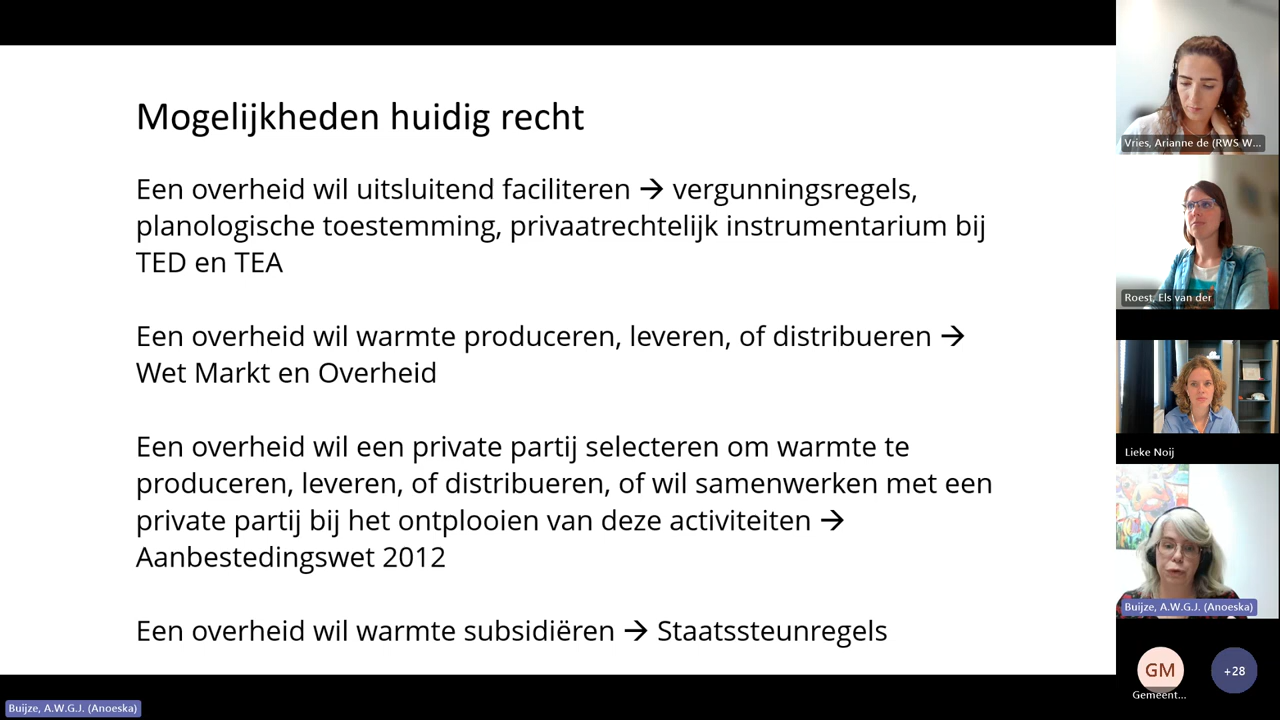 Mogelijkheden huidig recht
Een overheid wil uitsluitend faciliteren → vergunningsregels,
planologische toestemming, privaatrechtelijk instrumentarium bij
TED en TEA
Een overheid wil warmte produceren, leveren, of distribueren →
Wet Markt en Overheid
Een overheid wil een private partij selecteren om warmte te
produceren, leveren, of distribueren, of wil samenwerken met een
private partij bij het ontplooien van deze activiteiten →
Aanbestedingswet 2012
Een overheid wil warmte subsidiëren → Staatssteunregels
Vries, Arianne de (RWS W...
Roest, Els van der
Lieke Noij
Buijze, A.W.G.J. (Anoeska)
GM
Gemeent...
+28
Buijze, A.W.G.J. (Anoeska)